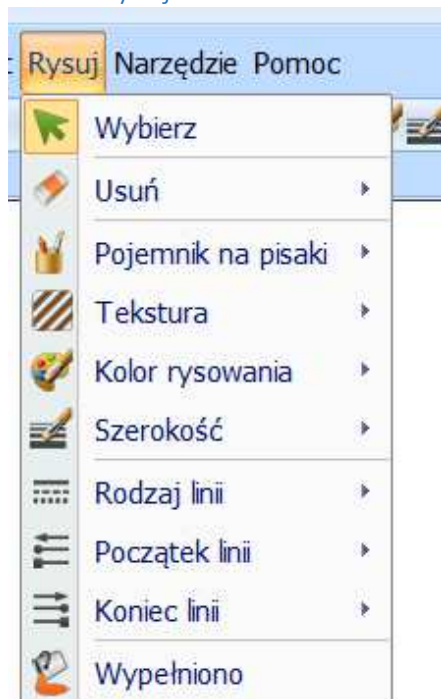 Rysuj Narzędzie Pomoc
Wybierz
Usuń
Pojemnik na pisaki
Tekstura
Kolor rysowania
Szerokość
Rodzaj linii
Początek linii
Koniec linii
Wypełniono